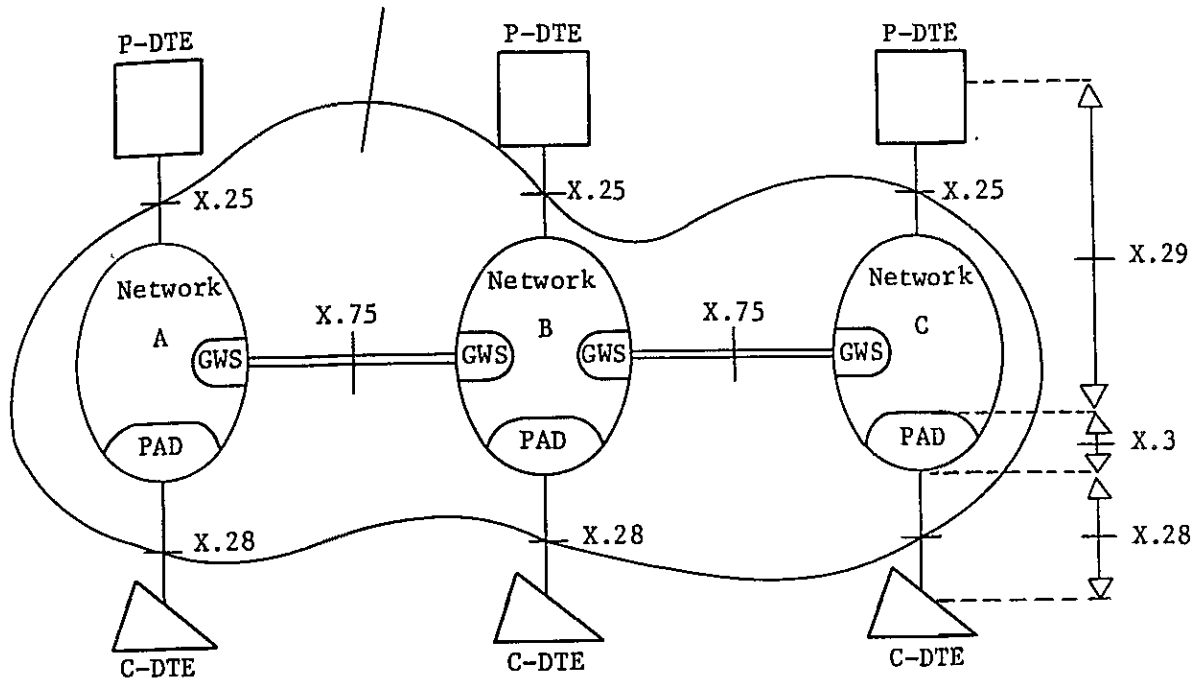 P-DTE P-DTE P-DTE
X.25 X.25 X.25
X.29
Network Network Network
A B C
X.75 X.75
GWS GWS GWS GWS
PAD PAD PAD
X.3
X.28 X.28 X.28
C-DTE C-DTE C-DTE